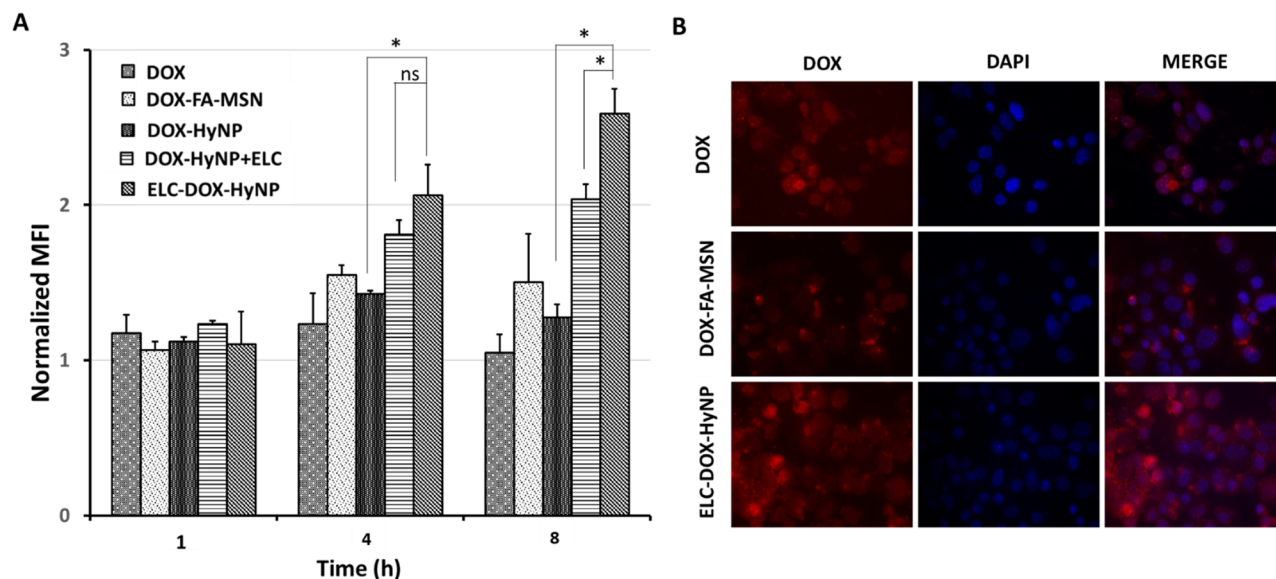 A
Normalized MFI
3
2
1
0
DOX
DOX-FA-MSN
DOX-HyNP
DOX-HyNP+ELC
ELC-DOX-HyNP
*
ns
*
*
1
4
8
Time (h)
B
DOX
DAPI
MERGE
DOX
DOX-FA-MSN
ELC-DOX-HyNP